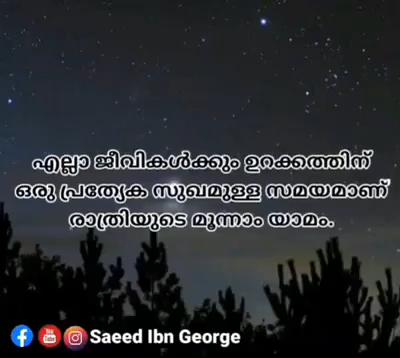 എല്ലാ ജീവികൾക്കും ഉറക്കത്തിന്
ഒരു പ്രത്യേക സുഖമുള്ള സമയമാണ്
രാത്രിയുടെ മൂന്നാം യാമം.
Saeed Ibn George